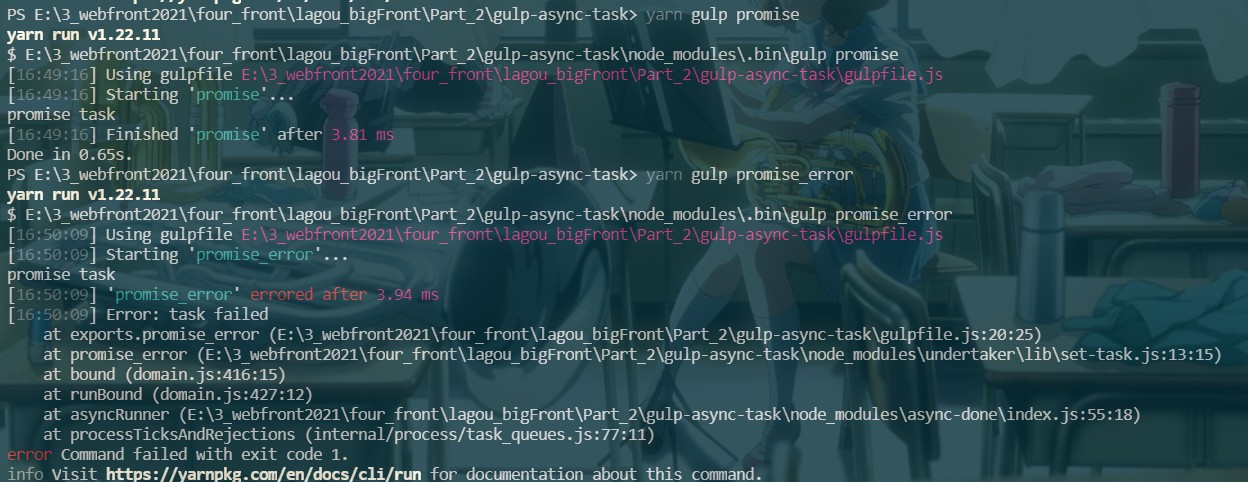 PS E:\3_webfront2021\four_front\lagou_bigFront\Part_2\gulp-async-task> yarn gulp promise
yarn run v1.22.11
$ E:\3_webfront2021\four_front\lagou_bigFront\Part_2\gulp-async-task\node_modules\.bin\gulp promise
[16:49:16] Using gulpfile E:\3_webfront2021\four_front\lagou_bigFront\Part_2\gulp-async-task\gulpfile.js
[16:49:16] Starting 'promise'...
promise task
[16:49:16] Finished 'promise' after 3.81 ms
Done in 0.65s.
PS E:\3_webfront2021\four_front\lagou_bigFront\Part_2\gulp-async-task> yarn gulp promise_error
yarn run v1.22.11
$ E:\3_webfront2021\four_front\lagou_bigFront\Part_2\gulp-async-task\node_modules\.bin\gulp promise_error
[16:50:09] Using gulpfile E:\3_webfront2021\four_front\lagou_bigFront\Part_2\gulp-async-task\gulpfile.js
[16:50:09] Starting 'promise_error'...
promise task
[16:50:09] 'promise_error' errored after 3.94 ms
[16:50:09] Error: task failed
    at exports.promise_error (E:\3_webfront2021\four_front\lagou_bigFront\Part_2\gulp-async-task\gulpfile.js:20:25)
    at promise_error (E:\3_webfront2021\four_front\lagou_bigFront\Part_2\gulp-async-task\node_modules\undertaker\lib\set-task.js:13:15)
    at bound (domain.js:416:15)
    at runBound (domain.js:427:12)
    at asyncRunner (E:\3_webfront2021\four_front\lagou_bigFront\Part_2\gulp-async-task\node_modules\async-done\index.js:55:18)
    at processTicksAndRejections (internal/process/task_queues.js:77:11)
error Command failed with exit code 1.
info Visit https://yarnpkg.com/en/docs/cli/run for documentation about this command.